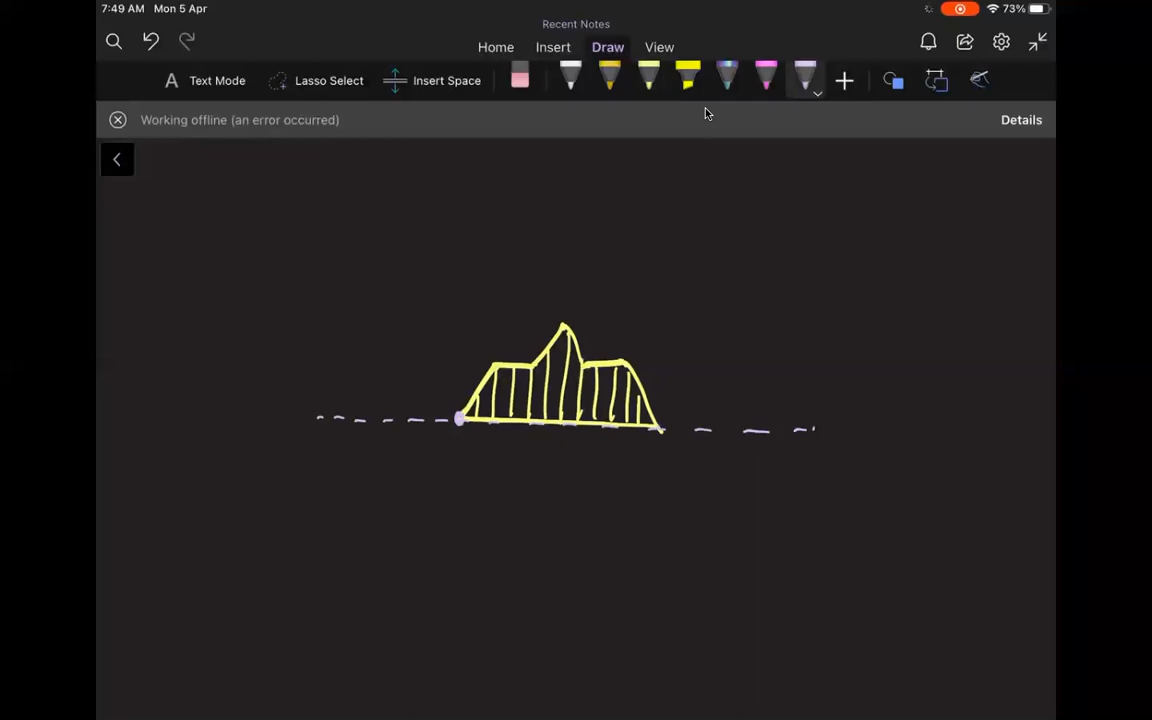 7:49 AM Mon 5 Apr
73%
Recent Notes
Home Insert Draw View
Text Mode Lasso Select Insert Space
Working offline (an error occurred) Details